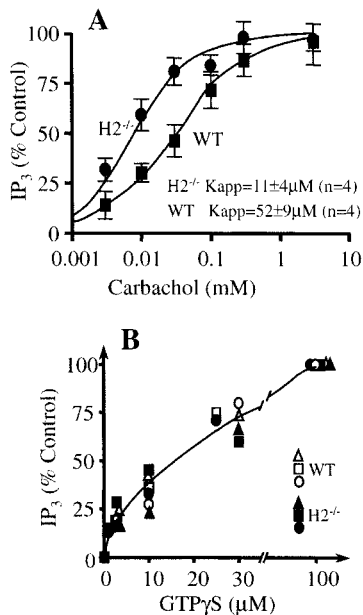 A
IP3 (% Control)
100
75
50
25
0
H2-/-
WT
H2-/- Kapp=11±4µM (n=4)
WT Kapp=52±9µM (n=4)
0.001 0.01 0.1 1 10
Carbachol (mM)
B
IP3 (% Control)
100
75
50
25
0
WT
H2-/-
0 10 20 30 100
GTPγS (µM)